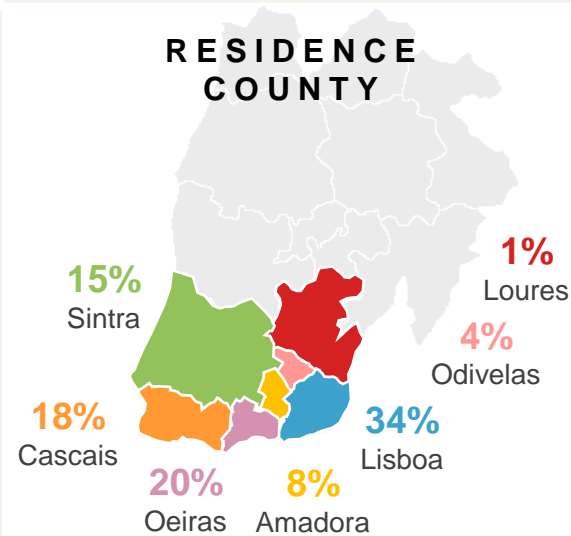 RESIDENCE
COUNTY
1%
Loures
15%
Sintra
4%
Odivelas
18%
Cascais
34%
Lisboa
20%
Oeiras
8%
Amadora